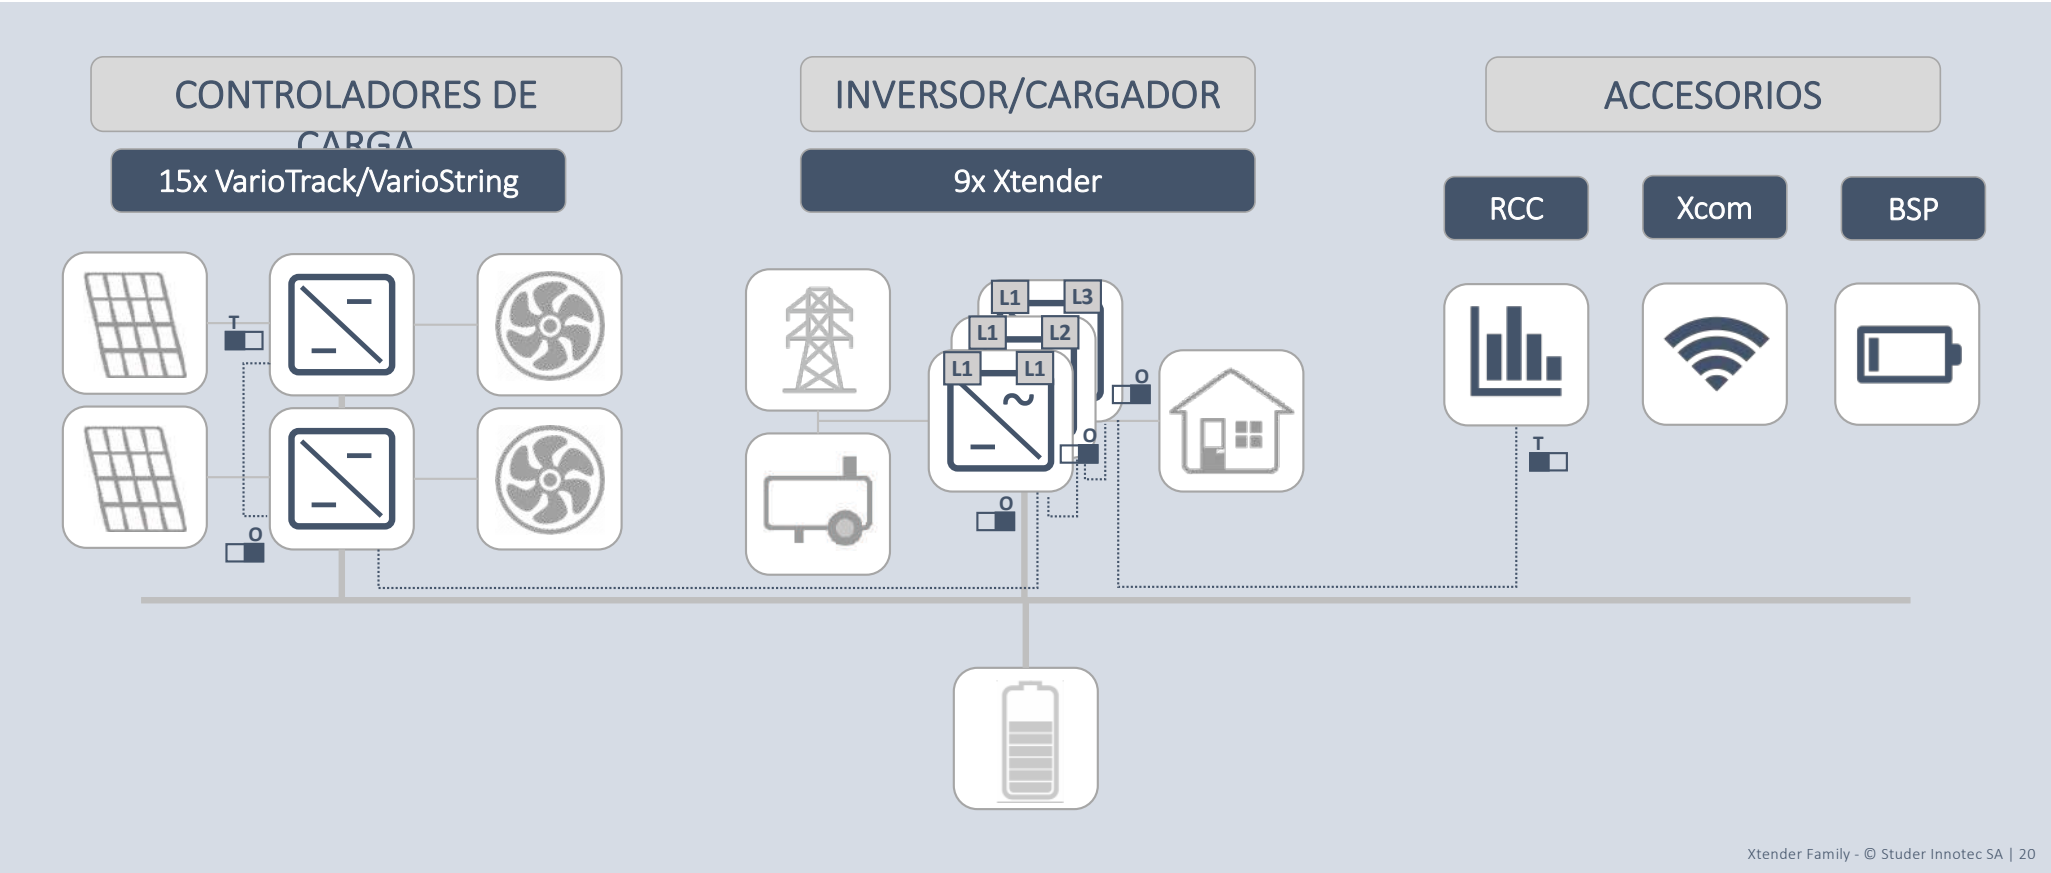 CONTROLADORES DE
CARGA
15x VarioTrack/VarioString
INVERSOR/CARGADOR
9x Xtender
ACCESORIOS
RCC
Xcom
BSP
T
O
L1 L3
L1 L2
L1 L1
O
O
O
T
Xtender Family - © Studer Innotec SA | 20